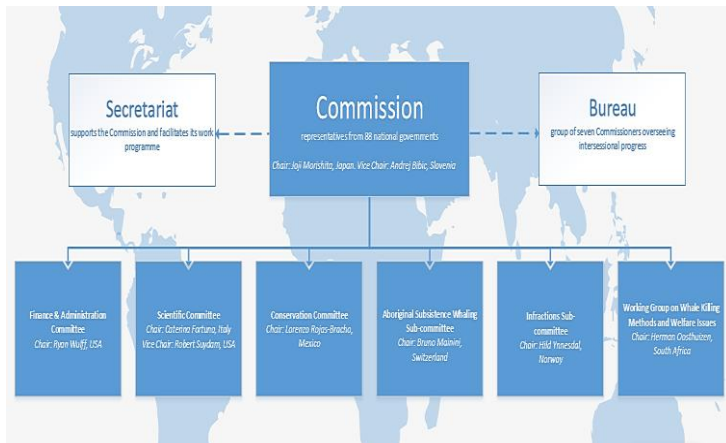 Secretariat
supports the Commission and facilitates its work
programme
Commission
representatives from 88 national governments
Chair: Joji Morishita, Japan. Vice Chair: Andrej Bibic, Slovenia
Bureau
group of seven Commissioners overseeing
intersessional progress
Finance & Administration
Committee
Chair: Ryan Wulff, USA
Scientific Committee
Chair: Caterina Fortuna, Italy
Vice Chair: Robert Suydam, USA
Conservation Committee
Chair: Lorenzo Rojas-Bracho,
Mexico
Aboriginal Subsistence Whaling
Sub-committee
Chair: Bruno Mainini,
Switzerland
Infractions Sub-
committee
Chair: Hild Ynnesdal,
Norway
Working Group on Whale Killing
Methods and Welfare Issues
Chair: Herman Oosthuizen,
South Africa